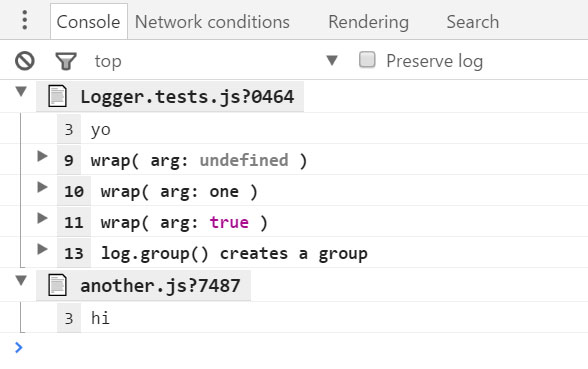 Console Network conditions Rendering Search
top Preserve log
Logger.tests.js?0464
3 yo
9 wrap( arg: undefined )
10 wrap( arg: one )
11 wrap( arg: true )
13 log.group() creates a group
another.js?7487
3 hi